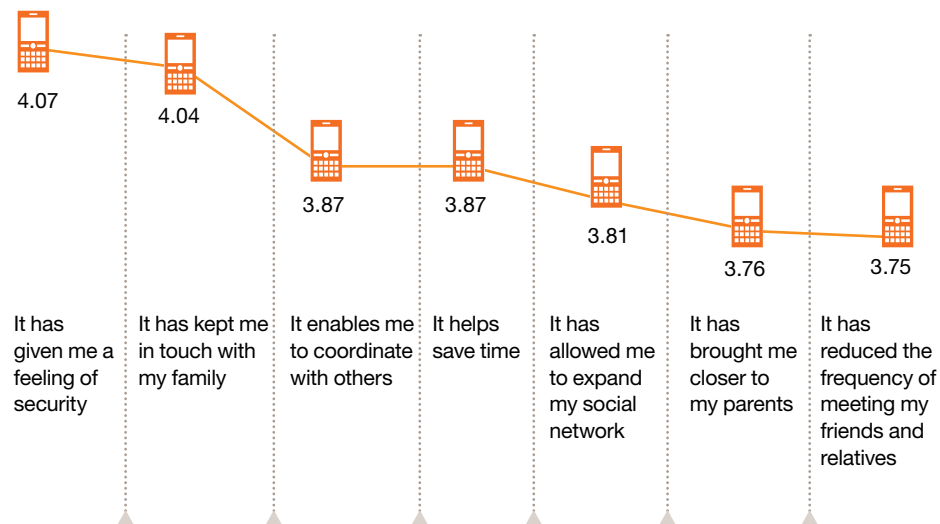 4.07
4.04
3.87
3.87
3.81
3.76
3.75
It has
given me a
feeling of
security
It has kept me
in touch with
my family
It enables me
to coordinate
with others
It helps
save time
It has
allowed me
to expand
my social
network
It has
brought me
closer to
my parents
It has
reduced the
frequency of
meeting my
friends and
relatives